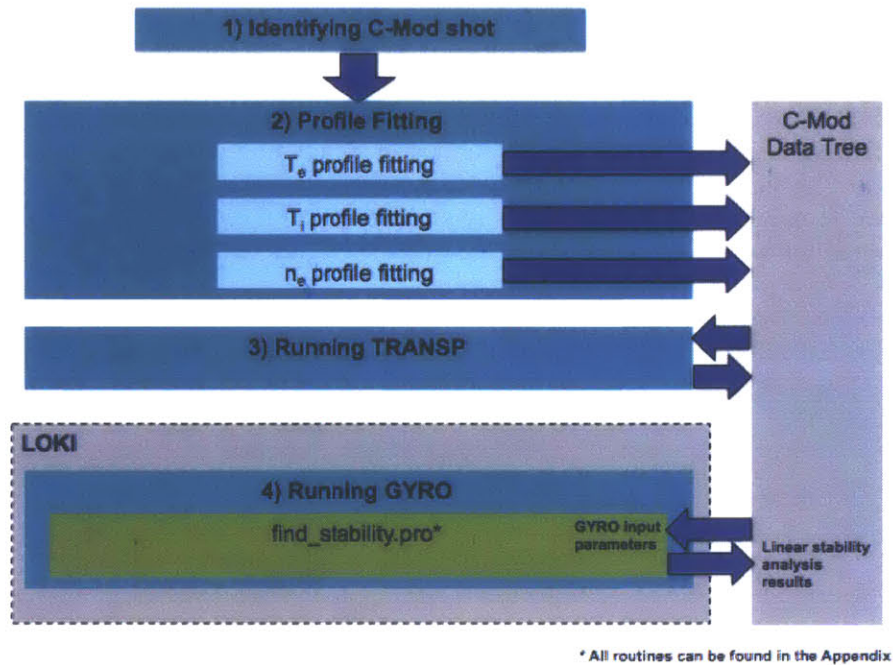 1) Identifying C-Mod shot
2) Profile Fitting
Te profile fitting
Ti profile fitting
ne profile fitting
C-Mod
Data Tree
3) Running TRANSP
LOKI
4) Running GYRO
find_stability.pro*
GYRO input
parameters
Linear stability
analysis
results
* All routines can be found in the Appendix